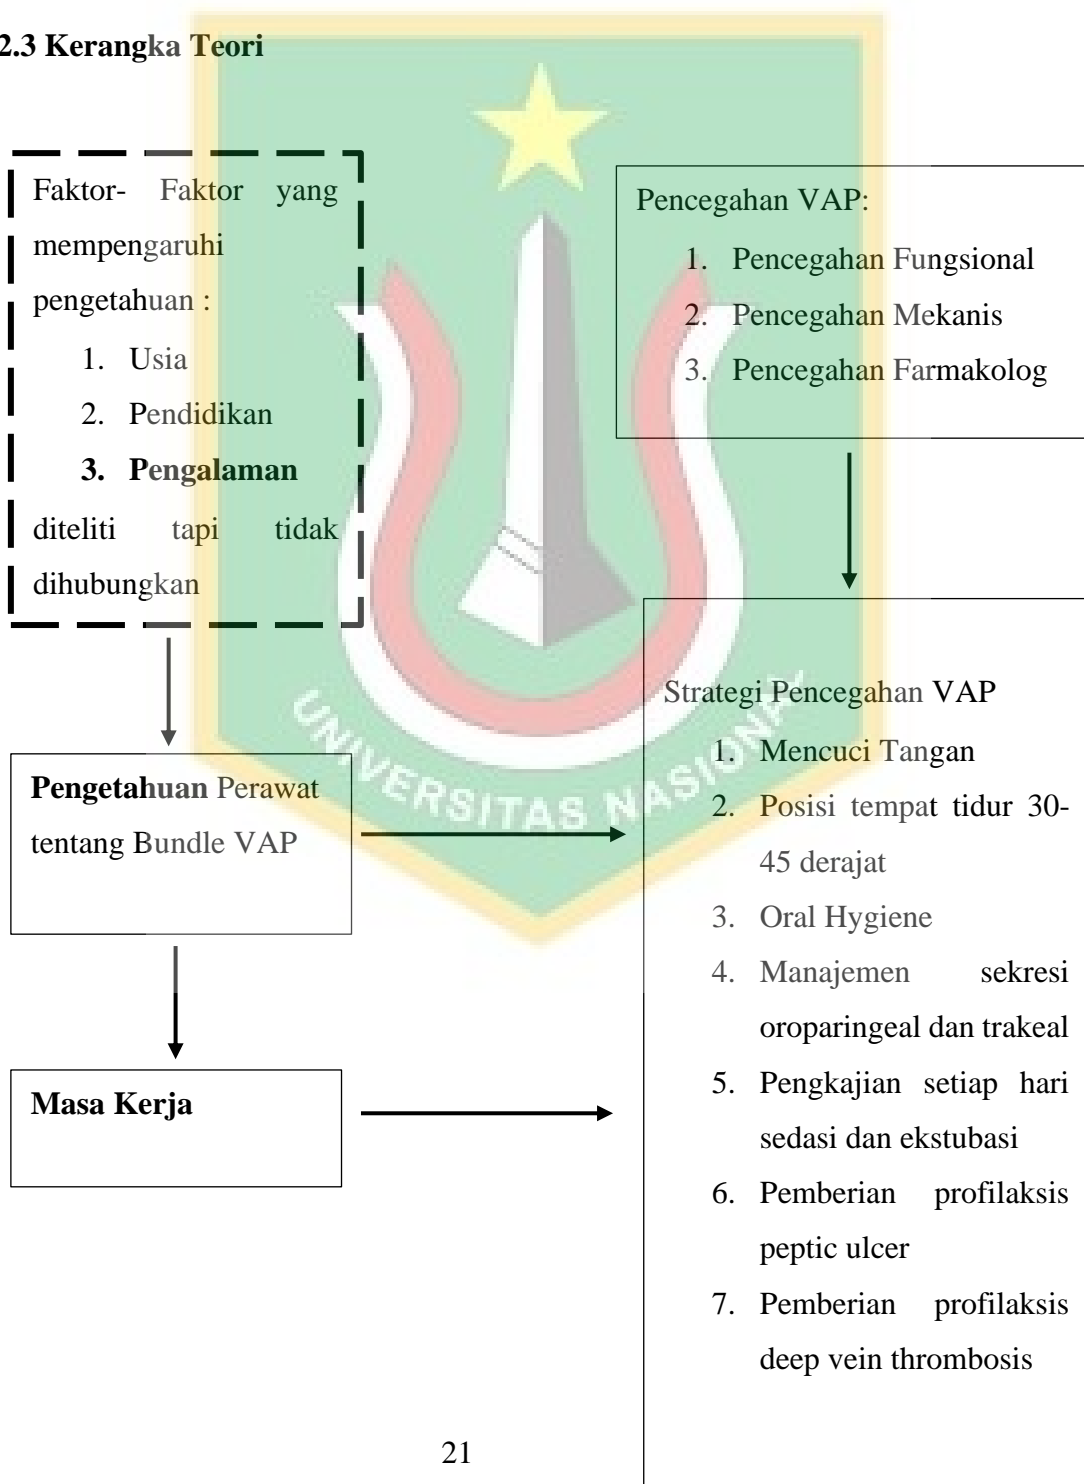 2.3 Kerangka Teori
Faktor- Faktor yang
mempengaruhi
pengetahuan :
1. Usia
2. Pendidikan
3. Pengalaman
diteliti tapi tidak
dihubungkan
Pencegahan VAP:
1. Pencegahan Fungsional
2. Pencegahan Mekanis
3. Pencegahan Farmakolog
Pengetahuan Perawat
tentang Bundle VAP
Masa Kerja
Strategi Pencegahan VAP
1. Mencuci Tangan
2. Posisi tempat tidur 30-
45 derajat
3. Oral Hygiene
4. Manajemen sekresi
oroparingeal dan trakeal
5. Pengkajian setiap hari
sedasi dan ekstubasi
6. Pemberian profilaksis
peptic ulcer
7. Pemberian profilaksis
deep vein thrombosis
UNIVERSITAS NASIONAL
21